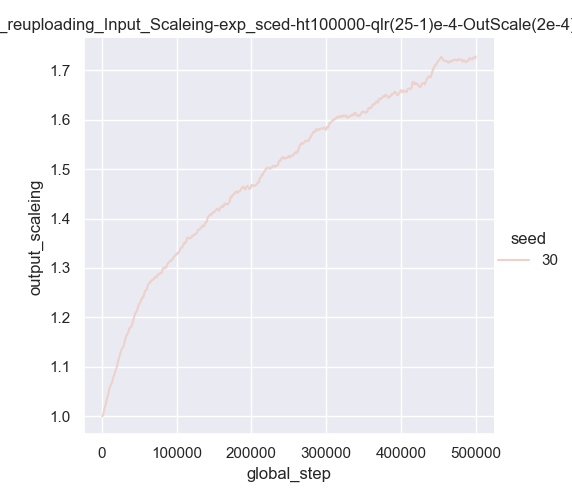 _reuploading_Input_Scaleing-exp_sced-ht100000-qlr(25-1)e-4-OutScale(2e-4)
1.7
1.6
1.5
1.4
1.3
1.2
1.1
1.0
output_scaleing
seed
30
0 100000 200000 300000 400000 500000
global_step